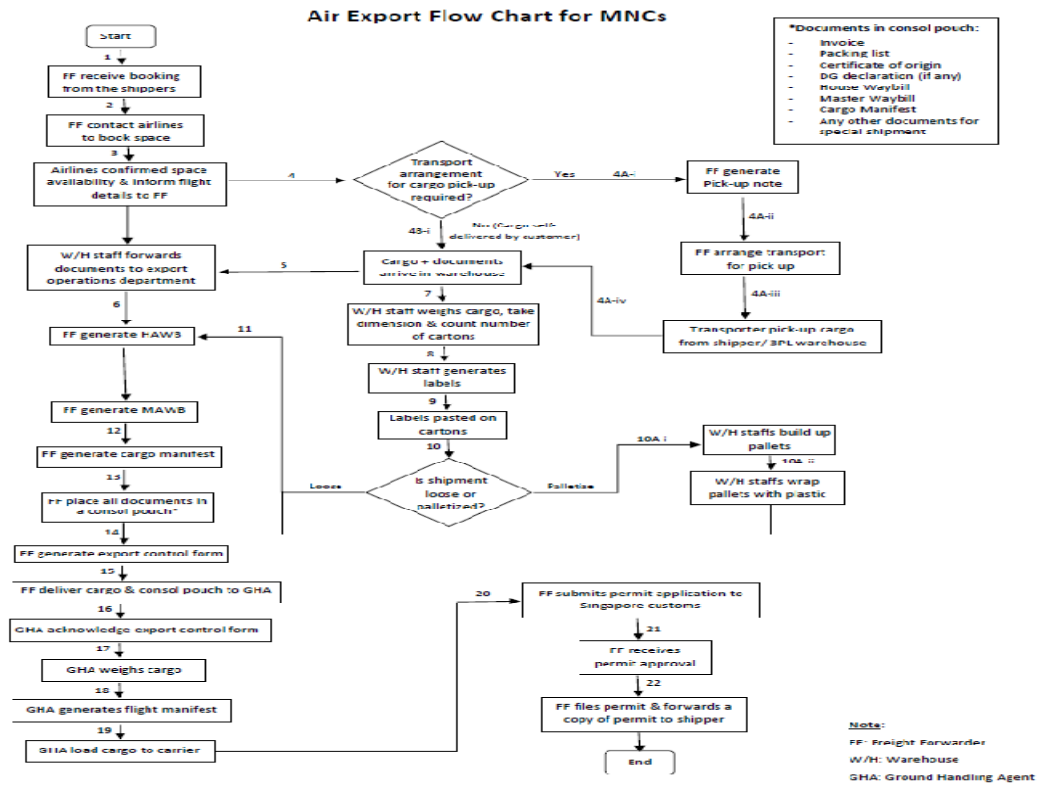 Air Export Flow Chart for MNCs
Start
*Documents in consol pouch:
- Invoice
- Packing list
- Certificate of origin
- DG declaration (if any)
- House Waybill
- Master Waybill
- Cargo Manifest
- Any other documents for
special shipment
1
FF receive booking
from the shippers
2
FF contact airlines
to book space
3
Airlines confirmed space
availability & inform flight
details to FF
4
Transport
arrangement
for cargo pick-up
required?
Yes
4A-i
FF generate
Pick-up note
4A-ii
FF arrange transport
for pick up
4A-iii
Transporter pick-up cargo
from shipper/ 3PL warehouse
4A-iv
4B-i
No (Cargo self-
delivered by customer)
Cargo + documents
arrive in warehouse
5
W/H staff forwards
documents to export
operations department
6
FF generate HAWB
7
W/H staff weighs cargo, take
dimension & count number
of cartons
8
W/H staff generates
labels
9
Labels pasted on
cartons
10
Is shipment
loose or
palletized?
Loose
Palletize
10A-i
W/H staffs build up
pallets
10A-ii
W/H staffs wrap
pallets with plastic
11
FF generate MAWB
12
FF generate cargo manifest
13
FF place all documents in
a consol pouch*
14
FF generate export control form
15
FF deliver cargo & consol pouch to GHA
16
GHA acknowledge export control form
17
GHA weighs cargo
18
GHA generates flight manifest
19
GHA load cargo to carrier
20
FF submits permit application to
Singapore customs
21
FF receives
permit approval
22
FF files permit & forwards a
copy of permit to shipper
End
Note:
FF: Freight Forwarder
W/H: Warehouse
GHA: Ground Handling Agent